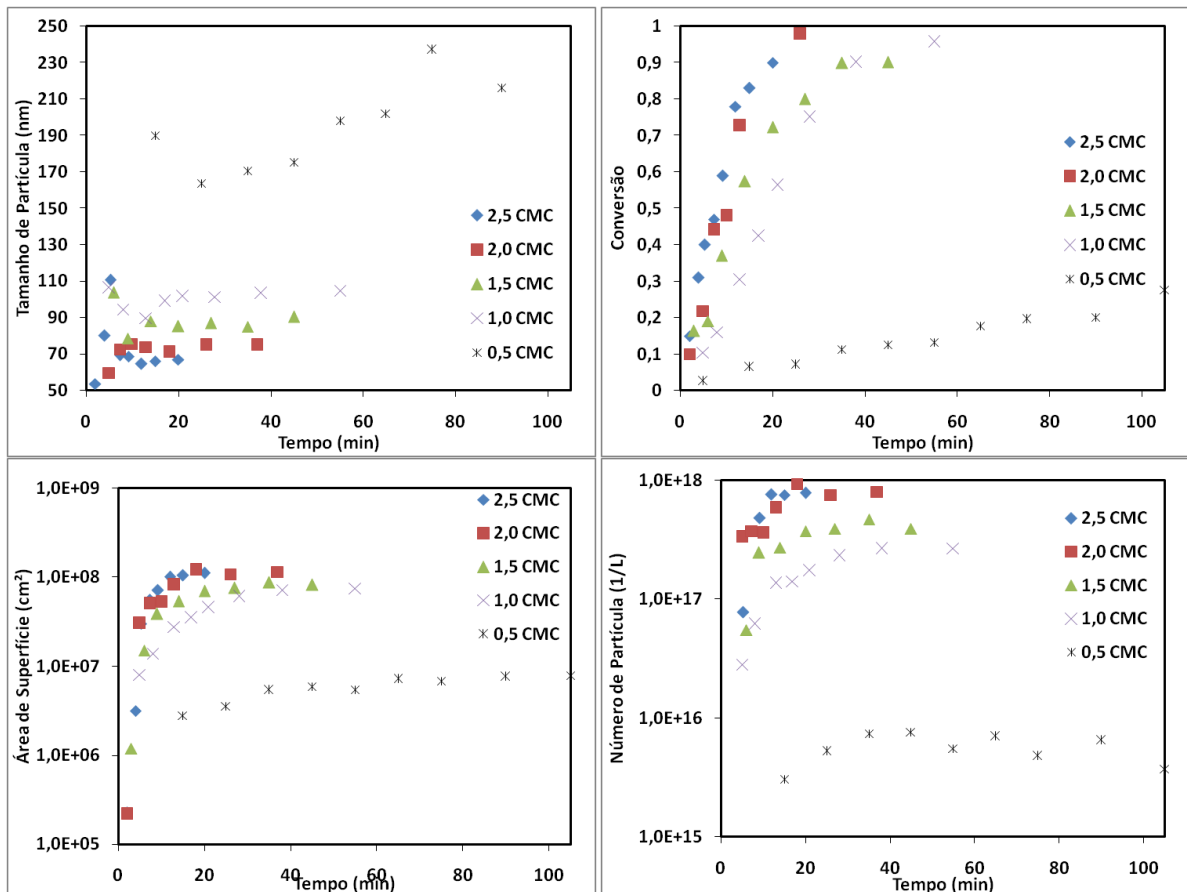 250
230
210
190
170
150
130
110
90
70
50
Tamanho de Partícula (nm)
0 20 40 60 80 100
Tempo (min)
2,5 CMC
2,0 CMC
1,5 CMC
1,0 CMC
0,5 CMC
1
0,9
0,8
0,7
0,6
0,5
0,4
0,3
0,2
0,1
0
Conversão
0 20 40 60 80 100
Tempo (min)
2,5 CMC
2,0 CMC
1,5 CMC
1,0 CMC
0,5 CMC
1,0E+09
1,0E+08
1,0E+07
1,0E+06
1,0E+05
Área de Superfície (cm²)
0 20 40 60 80 100
Tempo (min)
2,5 CMC
2,0 CMC
1,5 CMC
1,0 CMC
0,5 CMC
1,0E+18
1,0E+17
1,0E+16
1,0E+15
Número de Partícula (1/L)
0 20 40 60 80 100
Tempo (min)
2,5 CMC
2,0 CMC
1,5 CMC
1,0 CMC
0,5 CMC